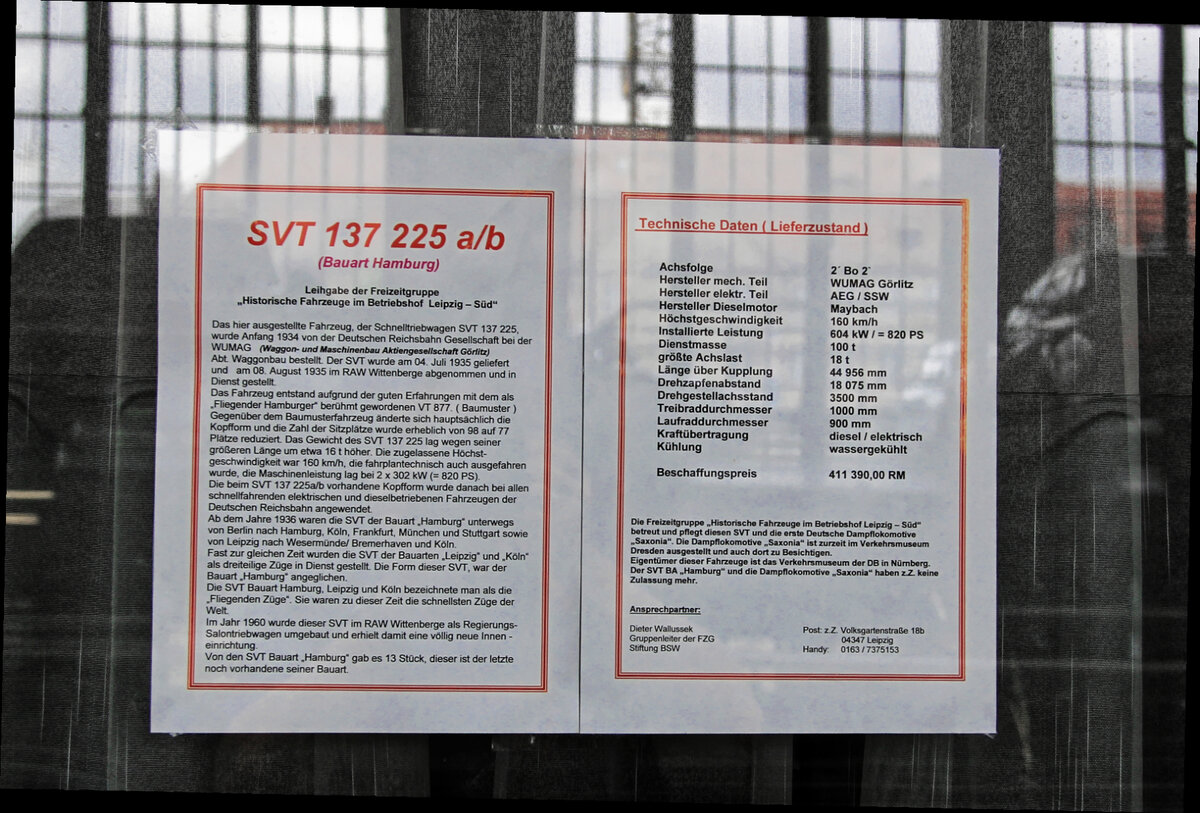 SVT 137 225 a/b
(Bauart Hamburg)
Leihgabe der Freizeitgruppe
„Historische Fahrzeuge im Betriebshof Leipzig – Süd“
Das hier ausgestellte Fahrzeug, der Schnelltriebwagen SVT 137 225,
wurde Anfang 1934 von der Deutschen Reichsbahn Gesellschaft bei der
WUMAG (Waggon- und Maschinenbau Aktiengesellschaft Görlitz)
Abt. Waggonbau bestellt. Der SVT wurde am 04. Juli 1935 geliefert
und am 08. August 1935 im RAW Wittenberge abgenommen und in
Dienst gestellt.
Das Fahrzeug entstand aufgrund der guten Erfahrungen mit dem als
„Fliegender Hamburger“ berühmt gewordenen VT 877. ( Baumuster )
Gegenüber dem Baumusterfahrzeug änderte sich hauptsächlich die
Kopfform und die Zahl der Sitzplätze wurde erheblich von 98 auf 77
Plätze reduziert. Das Gewicht des SVT 137 225 lag wegen seiner
größeren Länge um etwa 16 t höher. Die zugelassene Höchst-
geschwindigkeit war 160 km/h, die fahrplantechnisch auch ausgefahren
wurde, die Maschinenleistung lag bei 2 x 302 kW (= 820 PS).
Die beim SVT 137 225a/b vorhandene Kopfform wurde danach bei allen
schnellfahrenden elektrischen und dieselbetriebenen Fahrzeugen der
Deutschen Reichsbahn angewendet.
Ab dem Jahre 1936 waren die SVT der Bauart „Hamburg“ unterwegs
von Berlin nach Hamburg, Köln, Frankfurt, München und Stuttgart sowie
von Leipzig nach Wesermünde/ Bremerhaven und Köln.
Fast zur gleichen Zeit wurden die SVT der Bauarten „Leipzig“ und „Köln“
als dreiteilige Züge in Dienst gestellt. Die Form dieser SVT, war der
Bauart „Hamburg“ angeglichen.
Die SVT Bauart Hamburg, Leipzig und Köln bezeichnete man als die
„Fliegenden Züge“. Sie waren zu dieser Zeit die schnellsten Züge der
Welt.
Im Jahr 1960 wurde dieser SVT im RAW Wittenberge als Regierungs-
Salontriebwagen umgebaut und erhielt damit eine völlig neue Innen -
einrichtung.
Von den SVT Bauart „Hamburg“ gab es 13 Stück, dieser ist der letzte
noch vorhandene seiner Bauart.
Technische Daten ( Lieferzustand )
Achsfolge 2´ Bo 2´
Hersteller mech. Teil WUMAG Görlitz
Hersteller elektr. Teil AEG / SSW
Hersteller Dieselmotor Maybach
Höchstgeschwindigkeit 160 km/h
Installierte Leistung 604 kW / = 820 PS
Dienstmasse 100 t
größte Achslast 18 t
Länge über Kupplung 44 956 mm
Drehzapfenabstand 18 075 mm
Drehgestellachsstand 3500 mm
Treibraddurchmesser 1000 mm
Laufraddurchmesser 900 mm
Kraftübertragung diesel / elektrisch
Kühlung wassergekühlt
Beschaffungspreis 411 390,00 RM
Die Freizeitgruppe „Historische Fahrzeuge im Betriebshof Leipzig – Süd“
betreut und pflegt diesen SVT und die erste Deutsche Dampflokomotive
„Saxonia“. Die Dampflokomotive „Saxonia“ ist zurzeit im Verkehrsmuseum
Dresden ausgestellt und auch dort zu Besichtigen.
Eigentümer dieser Fahrzeuge ist das Verkehrsmuseum der DB in Nürnberg.
Der SVT BA „Hamburg“ und die Dampflokomotive „Saxonia“ haben z.Z. keine
Zulassung mehr.
Ansprechpartner:
Dieter Wallussek Post: z.Z. Volksgartenstraße 18b
Gruppenleiter der FZG 04347 Leipzig
Stiftung BSW Handy: 0163 / 7375153